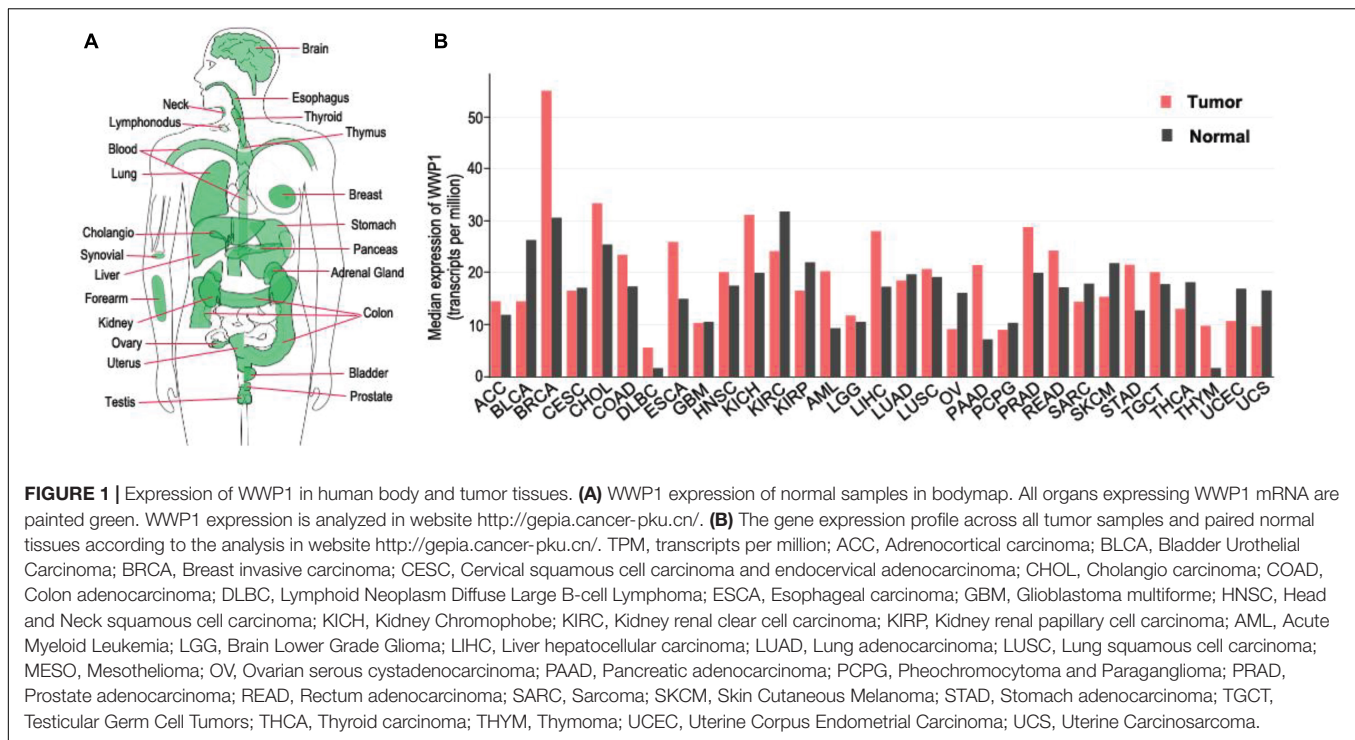 A
Brain
Esophagus
Neck
Thyroid
Lymphonodus
Thymus
Blood
Lung
Breast
Stomach
Cholangio
Panceas
Synovial
Adrenal Gland
Liver
Forearm
Colon
Kidney
Ovary
Uterus
Bladder
Prostate
Testis
B
Median expression of WWP1
(transcripts per million)
50
40
30
20
10
0
Tumor
Normal
ACC
BLCA
BRCA
CESC
CHOL
COAD
DLBC
ESCA
GBM
HNSC
KICH
KIRC
KIRP
AML
LGG
LIHC
LUAD
LUSC
OV
PAAD
PCPG
PRAD
READ
SARC
SKCM
STAD
TGCT
THCA
THYM
UCEC
UCS
FIGURE 1 | Expression of WWP1 in human body and tumor tissues. (A) WWP1 expression of normal samples in bodymap. All organs expressing WWP1 mRNA are
painted green. WWP1 expression is analyzed in website http://gepia.cancer-pku.cn/. (B) The gene expression profile across all tumor samples and paired normal
tissues according to the analysis in website http://gepia.cancer-pku.cn/. TPM, transcripts per million; ACC, Adrenocortical carcinoma; BLCA, Bladder Urothelial
Carcinoma; BRCA, Breast invasive carcinoma; CESC, Cervical squamous cell carcinoma and endocervical adenocarcinoma; CHOL, Cholangio carcinoma; COAD,
Colon adenocarcinoma; DLBC, Lymphoid Neoplasm Diffuse Large B-cell Lymphoma; ESCA, Esophageal carcinoma; GBM, Glioblastoma multiforme; HNSC, Head
and Neck squamous cell carcinoma; KICH, Kidney Chromophobe; KIRC, Kidney renal clear cell carcinoma; KIRP, Kidney renal papillary cell carcinoma; AML, Acute
Myeloid Leukemia; LGG, Brain Lower Grade Glioma; LIHC, Liver hepatocellular carcinoma; LUAD, Lung adenocarcinoma; LUSC, Lung squamous cell carcinoma;
MESO, Mesothelioma; OV, Ovarian serous cystadenocarcinoma; PAAD, Pancreatic adenocarcinoma; PCPG, Pheochromocytoma and Paraganglioma; PRAD,
Prostate adenocarcinoma; READ, Rectum adenocarcinoma; SARC, Sarcoma; SKCM, Skin Cutaneous Melanoma; STAD, Stomach adenocarcinoma; TGCT,
Testicular Germ Cell Tumors; THCA, Thyroid carcinoma; THYM, Thymoma; UCEC, Uterine Corpus Endometrial Carcinoma; UCS, Uterine Carcinosarcoma.